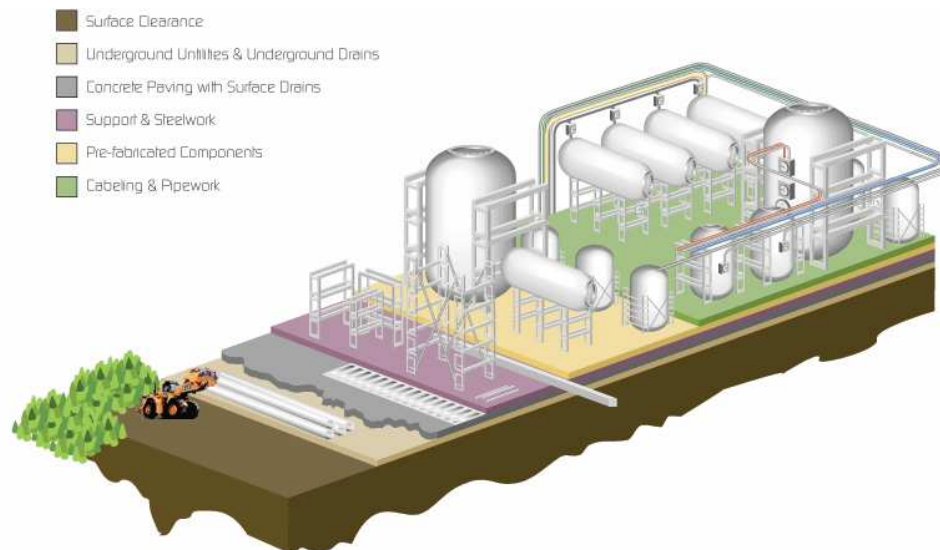 Surface Clearance
Underground Untilities & Underground Drains
Concrete Paving with Surface Drains
Support & Steelwork
Pre-fabricated Components
Cabeling & Pipework